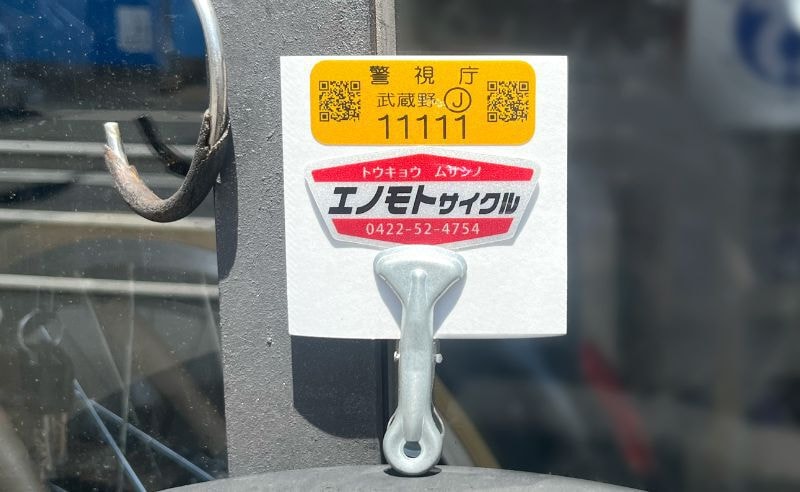 警視庁
武蔵野 J
11111
トウキョウ ムサシノ
エノモトサイクル
0422-52-4754